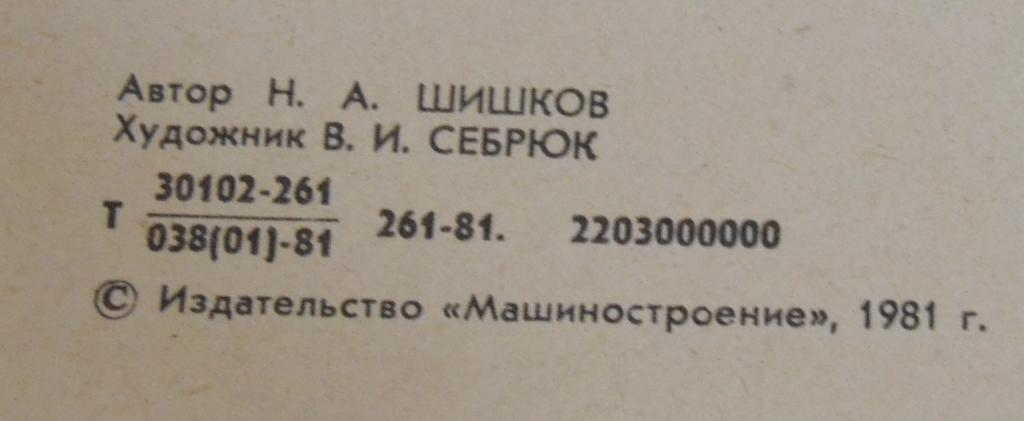 Автор Н. А. ШИШКОВ
Художник В. И. СЕБРЮК
Т 30102-261 / 038(01)-81 261-81. 2203000000
© Издательство «Машиностроение», 1981 г.